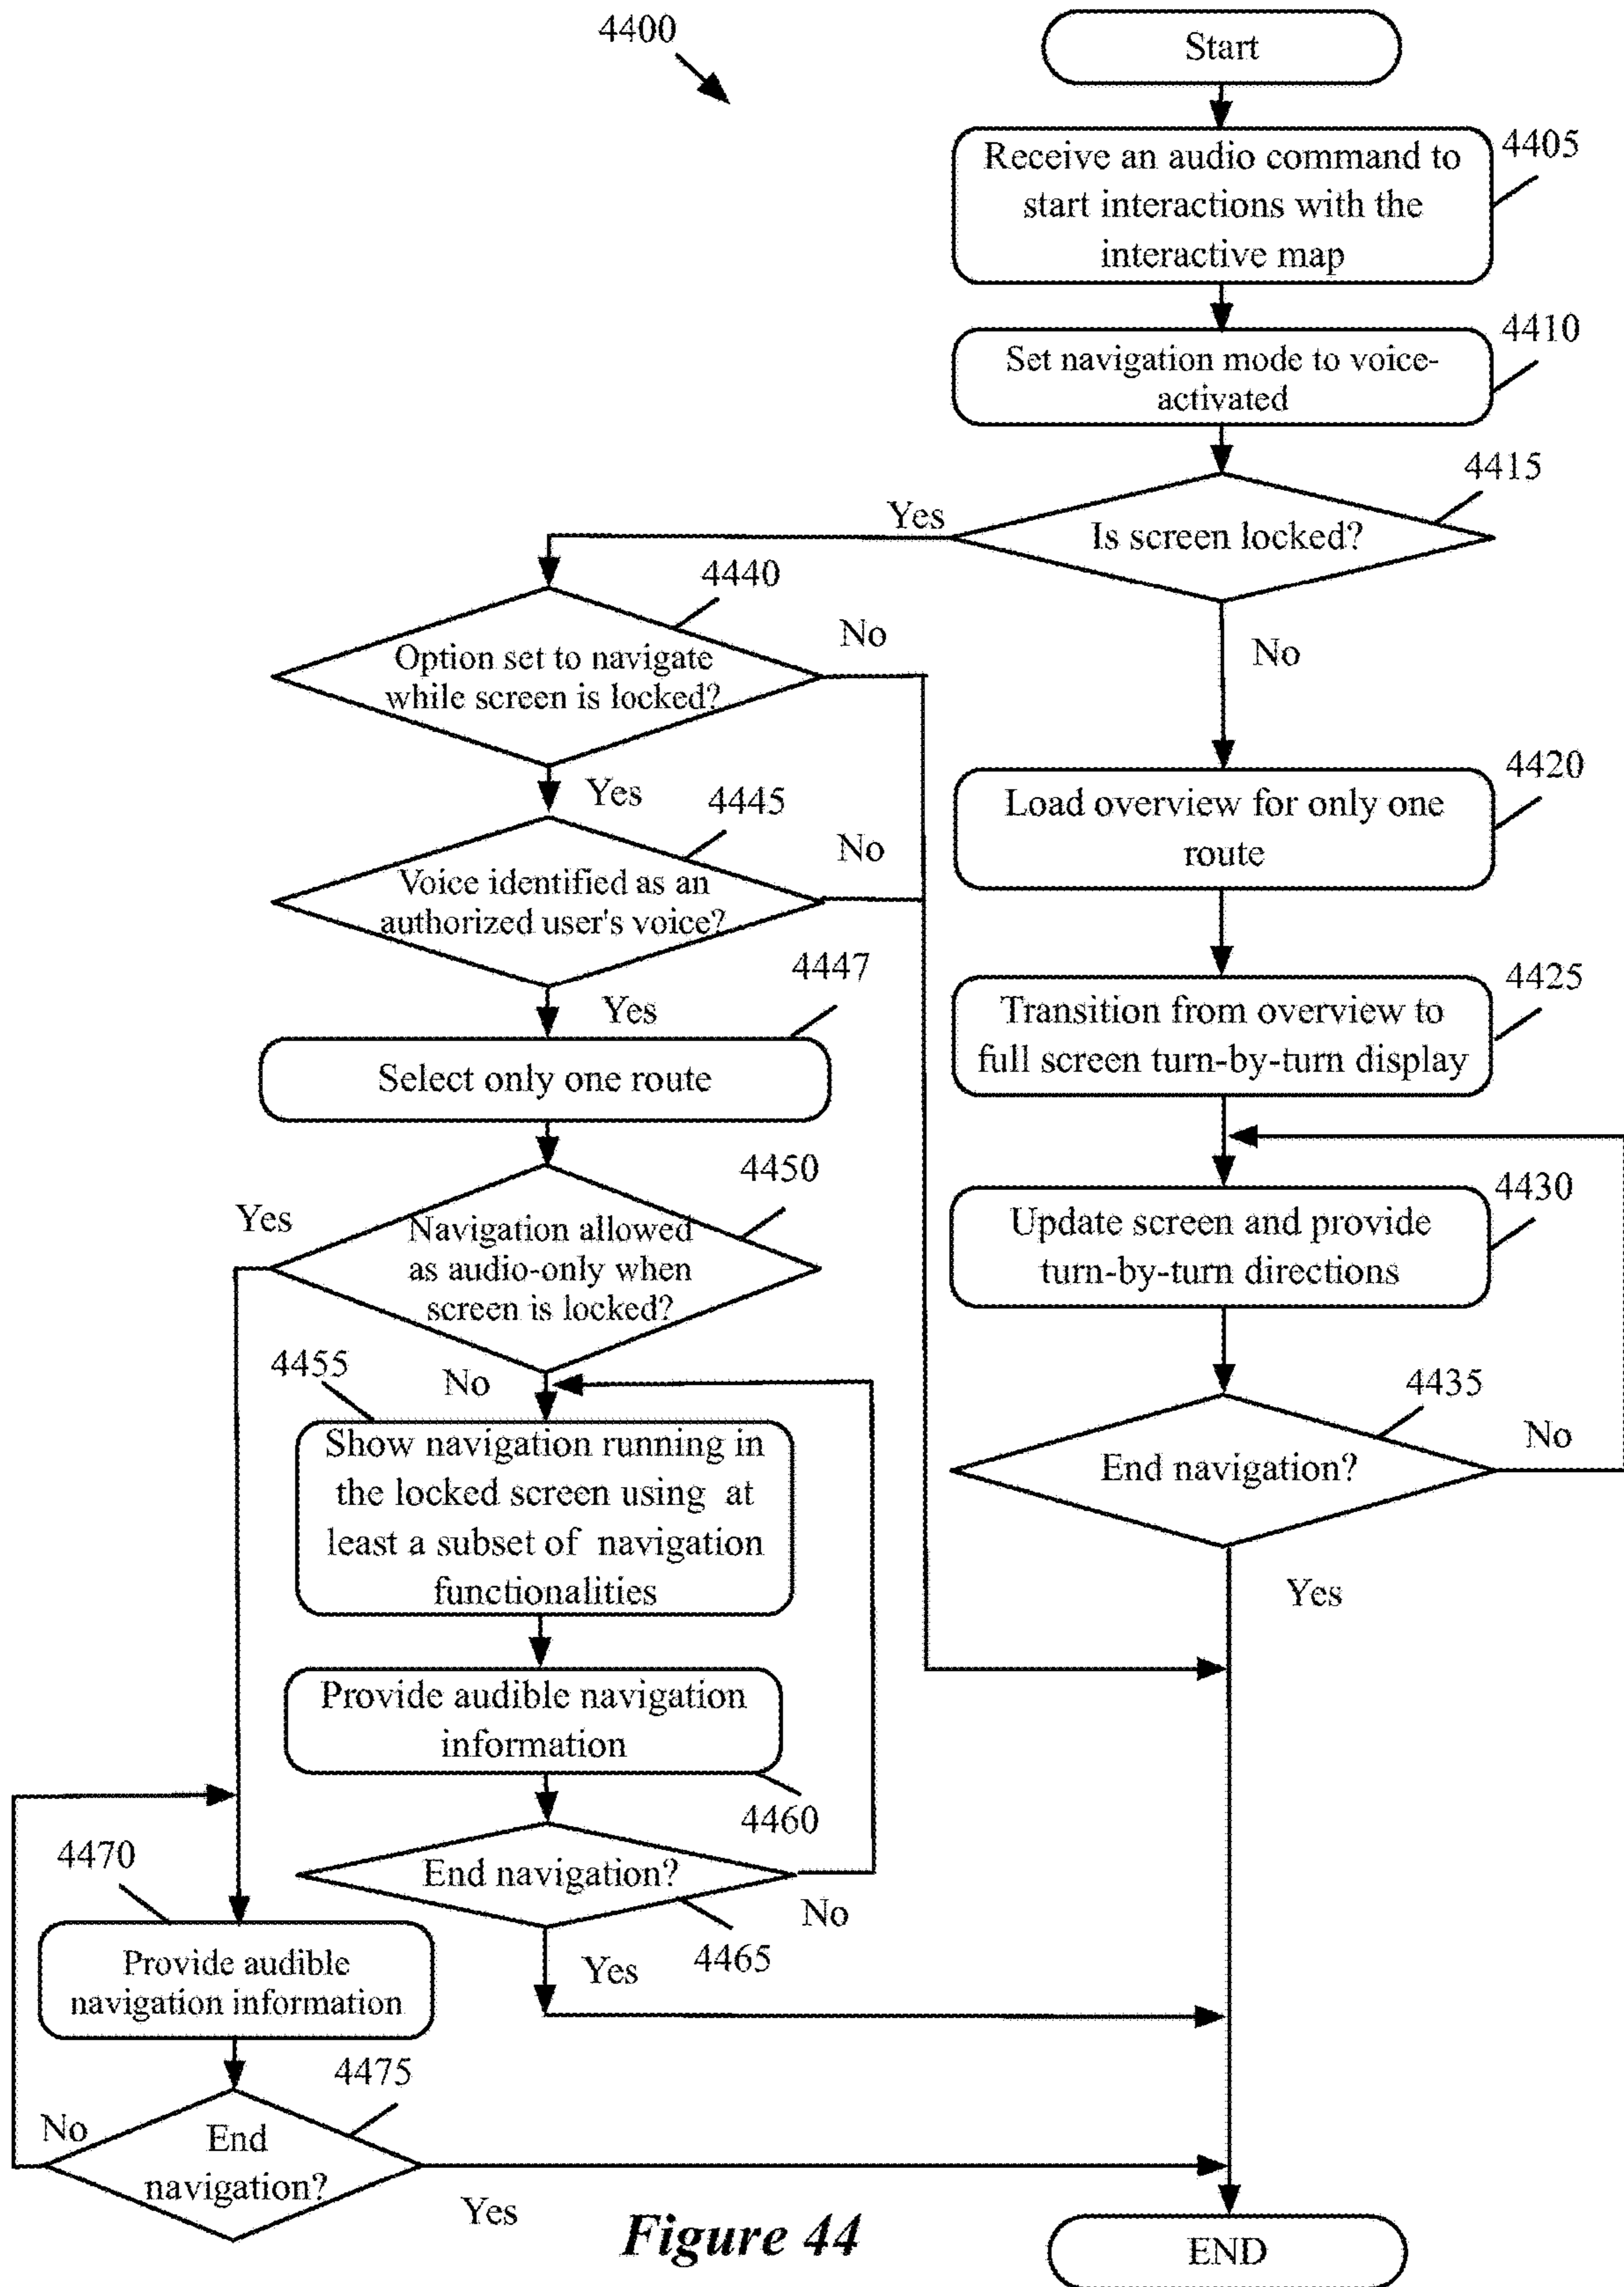 4400
Start
4405
Receive an audio command to
start interactions with the
interactive map
4410
Set navigation mode to voice-
activated
4415
Is screen locked?
Yes
No
4440
Option set to navigate
while screen is locked?
No
Yes
4445
Voice identified as an
authorized user's voice?
No
Yes
4447
Select only one route
4450
Navigation allowed
as audio-only when
screen is locked?
Yes
No
4455
Show navigation running in
the locked screen using at
least a subset of navigation
functionalities
Provide audible navigation
information
4460
End navigation?
No
4465
Yes
4470
Provide audible
navigation information
4475
End
navigation?
No
Yes
4420
Load overview for only one
route
4425
Transition from overview to
full screen turn-by-turn display
4430
Update screen and provide
turn-by-turn directions
4435
End navigation?
No
Yes
END
Figure 44